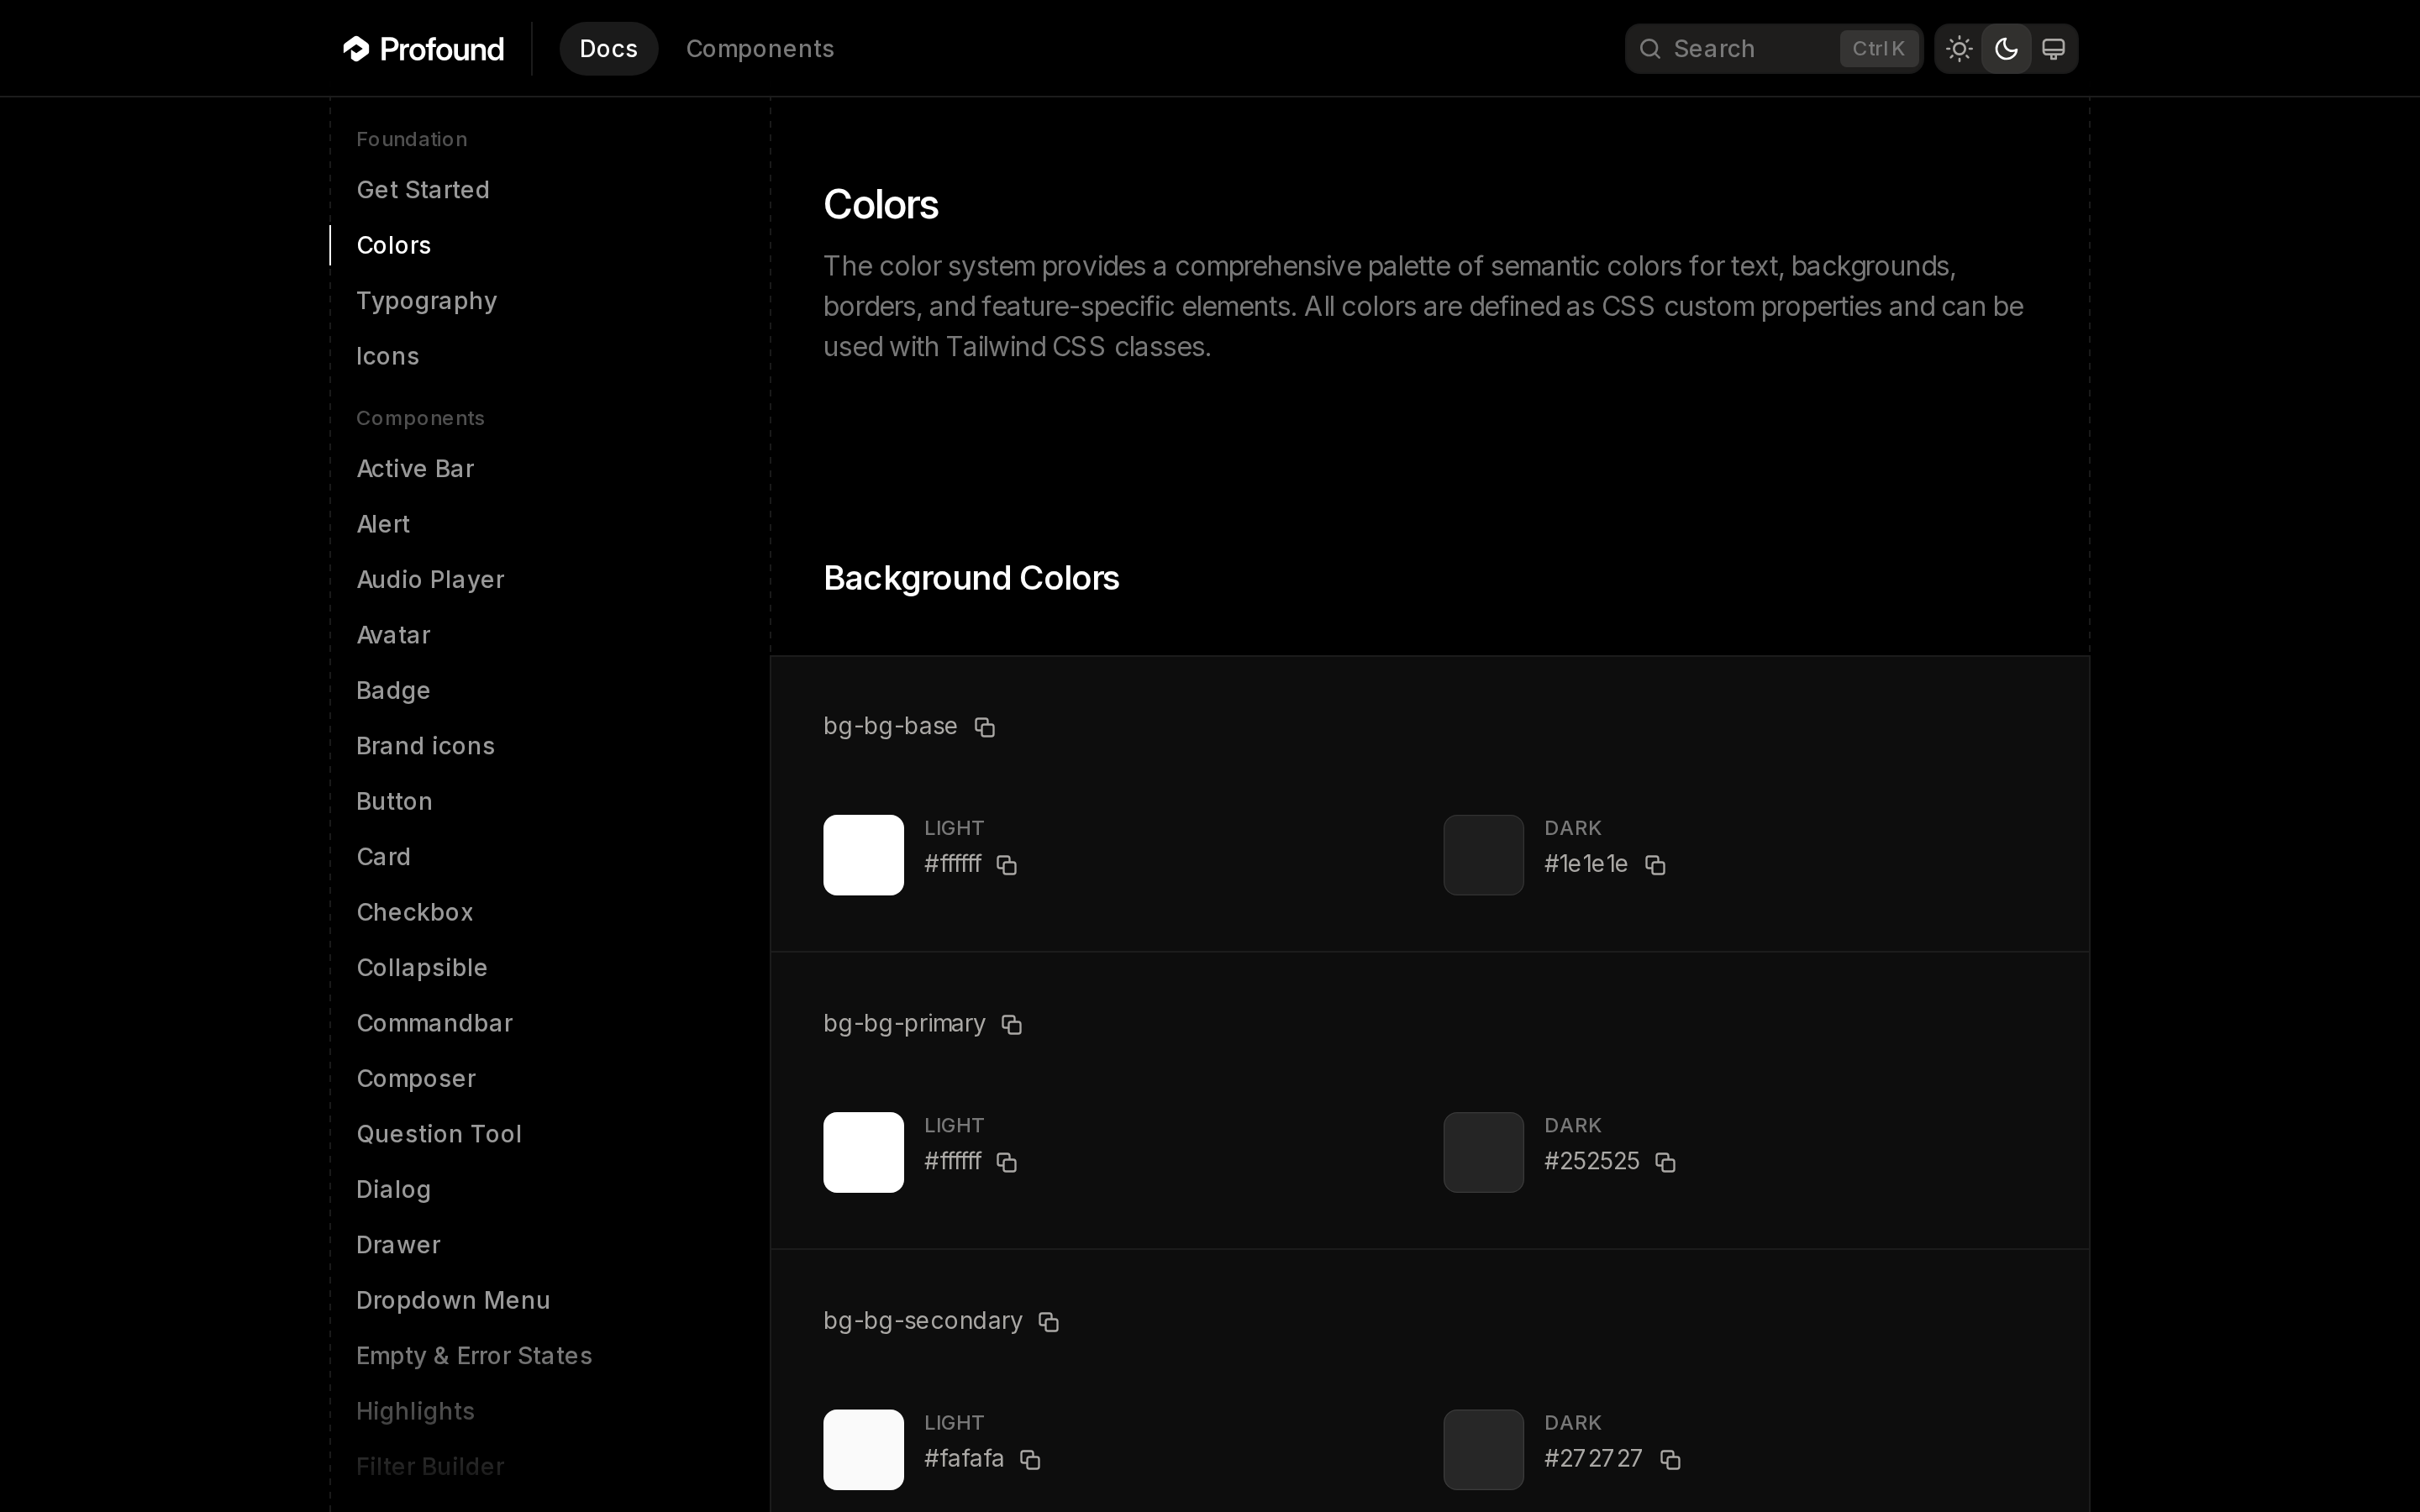 Profound
Docs
Components
Search
Ctrl K
Foundation
Get Started
Colors
Typography
Icons
Components
Active Bar
Alert
Audio Player
Avatar
Badge
Brand icons
Button
Card
Checkbox
Collapsible
Commandbar
Composer
Question Tool
Dialog
Drawer
Dropdown Menu
Empty & Error States
Highlights
Filter Builder
Colors
The color system provides a comprehensive palette of semantic colors for text, backgrounds,
borders, and feature-specific elements. All colors are defined as CSS custom properties and can be
used with Tailwind CSS classes.
Background Colors
bg-bg-base
LIGHT
#ffffff
DARK
#1e1e1e
bg-bg-primary
LIGHT
#ffffff
DARK
#252525
bg-bg-secondary
LIGHT
#fafafa
DARK
#272727